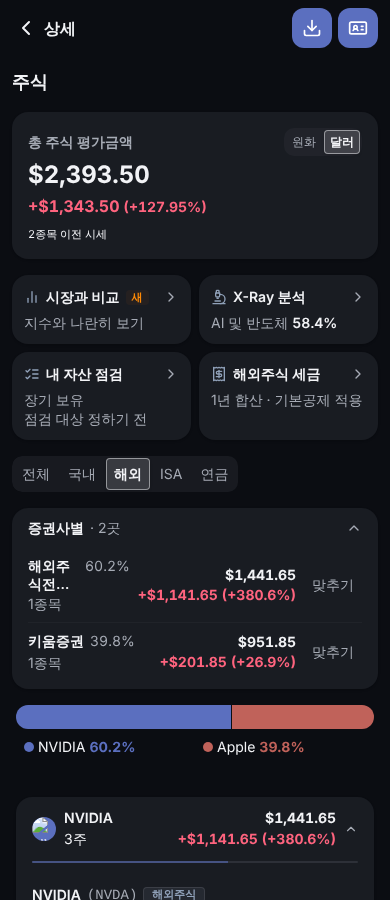 상세
주식
총 주식 평가금액
원화 달러
$2,393.50
+$1,343.50 (+127.95%)
2종목 이전 시세
시장과 비교 새
지수와 나란히 보기
X-Ray 분석
AI 및 반도체 58.4%
내 자산 점검
장기 보유
점검 대상 정하기 전
해외주식 세금
1년 합산 · 기본공제 적용
전체 국내 해외 ISA 연금
증권사별 · 2곳
해외주 60.2%
식전...
1종목
$1,441.65
+$1,141.65 (+380.6%)
맞추기
키움증권 39.8%
1종목
$951.85
+$201.85 (+26.9%)
맞추기
NVIDIA 60.2%
Apple 39.8%
NVIDIA
3주
$1,441.65
+$1,141.65 (+380.6%)
NVIDIA (NVDA) 해외주식